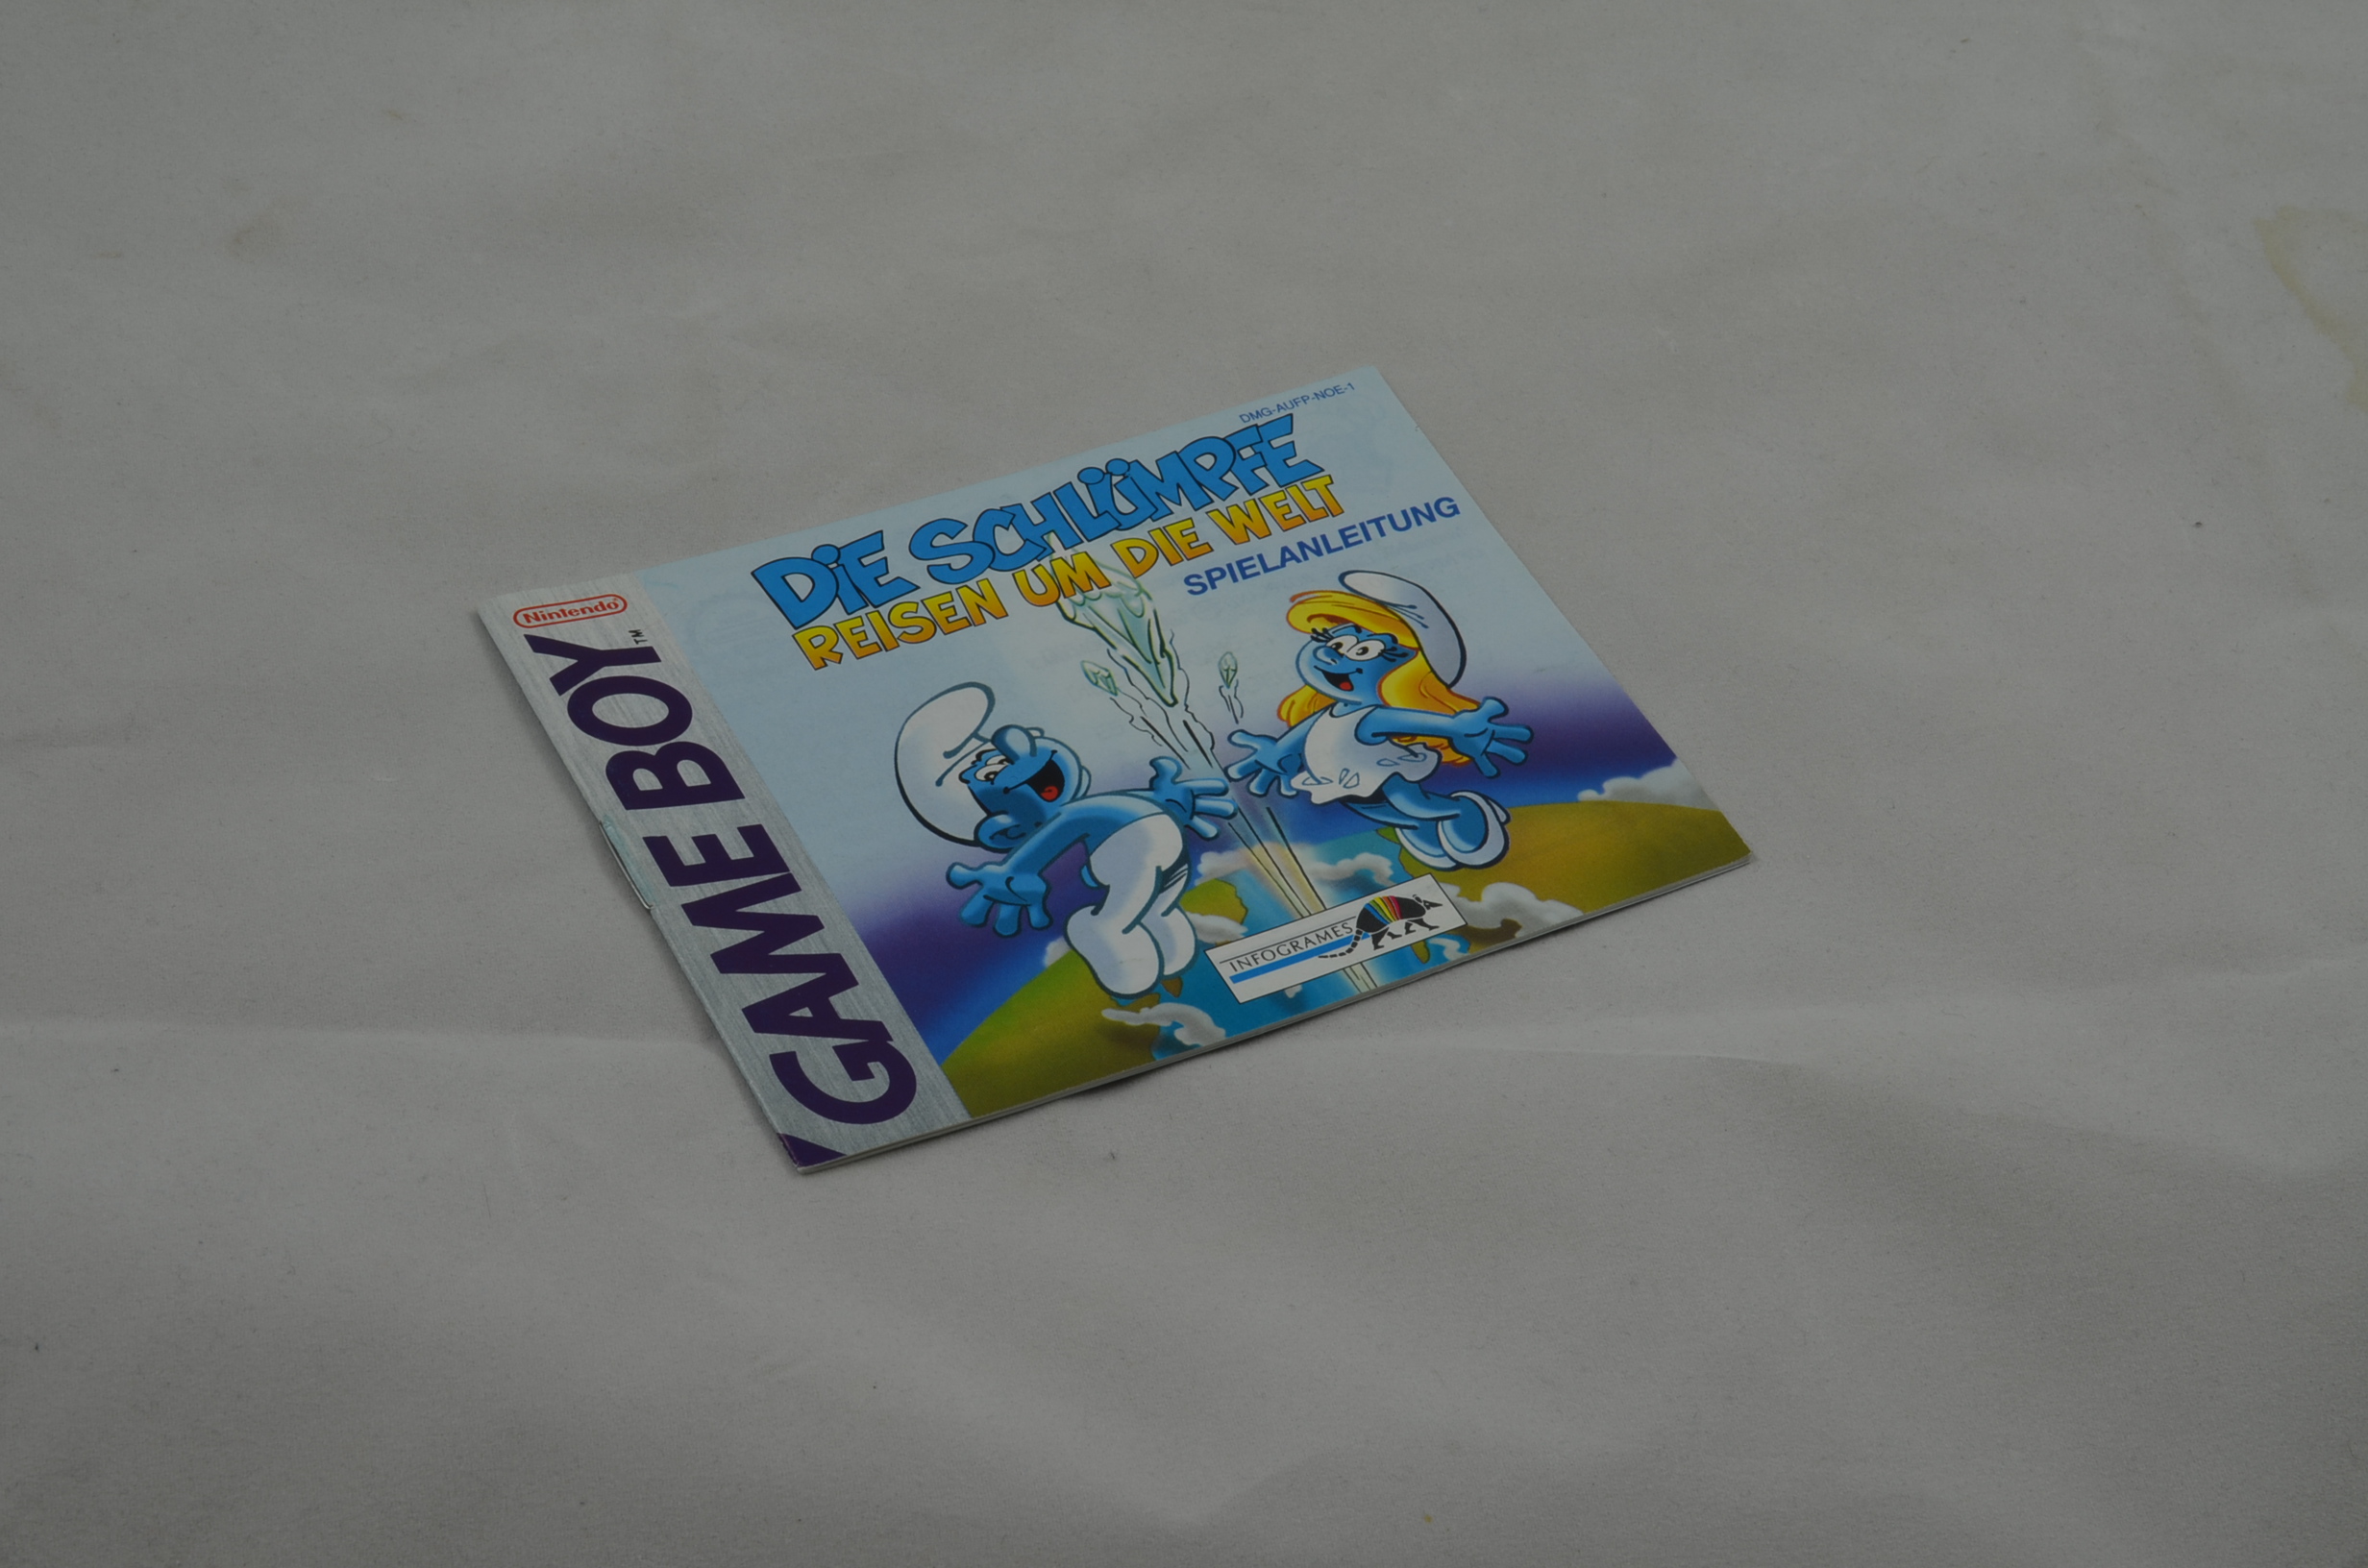 DMG-AUFP-NOE-1
DIE SCHLÜMPFE
REISEN UM DIE WELT
SPIELANLEITUNG
Nintendo®
GAME BOY™
INFOGRAMES